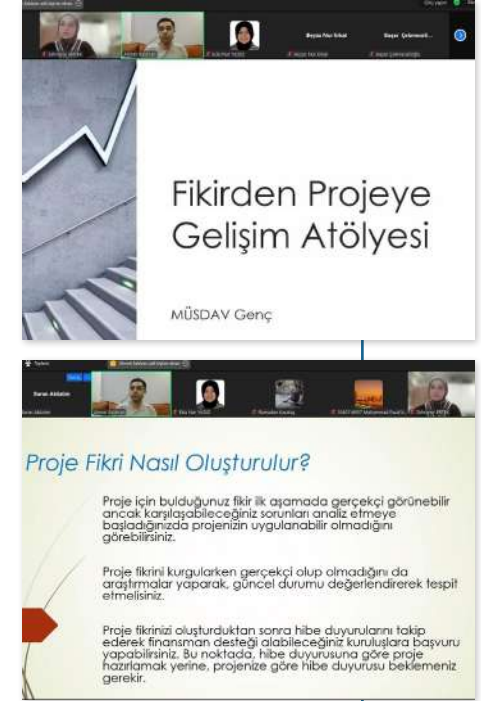 Beyza Nur Erkal
Fikirden Projeye
Gelişim Atölyesi
MÜSDAV Genç
Proje Fikri Nasıl Oluşturulur?
Proje için bulduğunuz fikir ilk aşamada gerçekçi görünebilir
ancak karşılaşabileceğiniz sorunları analiz etmeye
başladığınızda projenizin uygulanabilir olmadığını
görebilirsiniz.
Proje fikrini kurgularken gerçekçi olup olmadığını da
araştırmalar yaparak, güncel durumu değerlendirerek tespit
etmelisiniz.
Proje fikrinizi oluşturduktan sonra hibe duyurularını takip
ederek finansman desteği alabileceğiniz kuruluşlara başvuru
yapabilirsiniz. Bu noktada, hibe duyurusuna göre proje
hazırlamak yerine, projenize göre hibe duyurusu beklemeniz
gerekir.